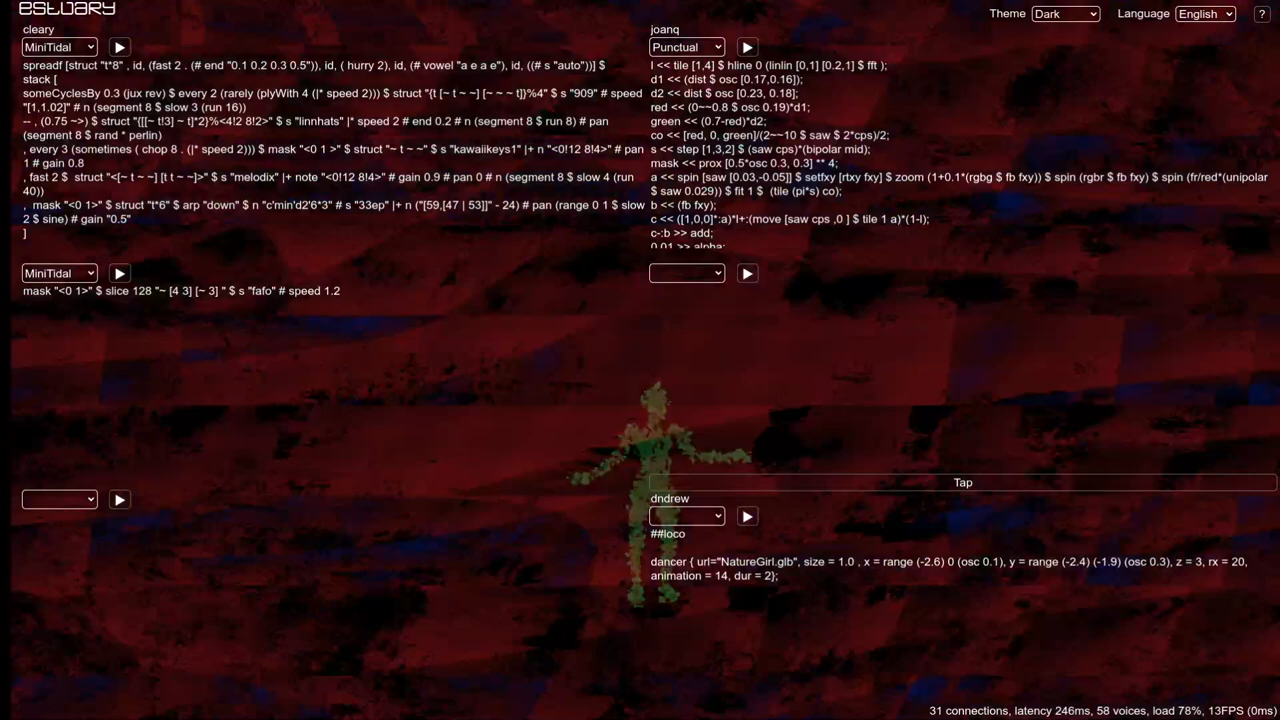 estuary
Theme Dark Language English ?
cleary
MiniTidal
spreadf [struct "t*8" , id, (fast 2 . (# end "0.1 0.2 0.3 0.5")), id, ( hurry 2), id, (# vowel "a e a e"), id, ((# s "auto"))] $
stack [
someCyclesBy 0.3 (jux rev) $ every 2 (rarely (plyWith 4 (|* speed 2))) $ struct "{t [~ t ~ ~] [~ ~ ~ t]}%4" $ s "909" # speed
"[1,1.02]" # n (segment 8 $ slow 3 (run 16))
-- , (0.75 ~>) $ struct "{[[~ t!3] ~ t]*2}%<4!2 8!2>" $ s "linnhats" |* speed 2 # end 0.2 # n (segment 8 $ run 8) # pan
(segment 8 $ rand * perlin)
, every 3 (sometimes ( chop 8 . (|* speed 2))) $ mask "<0 1 >" $ struct "~ t ~ ~" $ s "kawaiikeys1" |+ n "<0!12 8!4>" # pan
1 # gain 0.8
, fast 2 $  struct "<[~ t ~ ~] [t t ~ ~]>" $ s "melodix" |+ note "<0!12 8!4>" # gain 0.9 # pan 0 # n (segment 8 $ slow 4 (run
40))
,  mask "<0 1>" $ struct "t*6" $ arp "down" $ n "c'min'd2'6*3" # s "33ep" |+ n ("[59,[47 | 53]]" - 24) # pan (range 0 1 $ slow
2 $ sine) # gain "0.5"
]
joanq
Punctual
l << tile [1,4] $ hline 0 (linlin [0,1] [0.2,1] $ fft );
d1 << (dist $ osc [0.17,0.16]);
d2 << dist $ osc [0.23, 0.18];
red << (0~~0.8 $ osc 0.19)*d1;
green << (0.7-red)*d2;
co << [red, 0, green]/(2~~10 $ saw $ 2*cps)/2;
s << step [1,3,2] $ (saw cps)*(bipolar mid);
mask << prox [0.5*osc 0.3, 0.3] ** 4;
a << spin [saw [0.03,-0.05]] $ setfxy [rtxy fxy] $ zoom (1+0.1*(rgbg $ fb fxy)) $ spin (rgbr $ fb fxy) $ spin (fr/red*(unipolar
$ saw 0.029)) $ fit 1 $  (tile (pi*s) co);
b << (fb fxy);
c << ([1,0,0]*:a)*l+:(move [saw cps ,0 ] $ tile 1 a)*(1-l);
c-:b >> add;
0.01 >> alpha;
MiniTidal
mask "<0 1>" $ slice 128 "~ [4 3] [~ 3] " $ s "fafo" # speed 1.2
Tap
dndrew
##loco
dancer { url="NatureGirl.glb", size = 1.0 , x = range (-2.6) 0 (osc 0.1), y = range (-2.4) (-1.9) (osc 0.3), z = 3, rx = 20,
animation = 14, dur = 2};
31 connections, latency 246ms, 58 voices, load 78%, 13FPS (0ms)